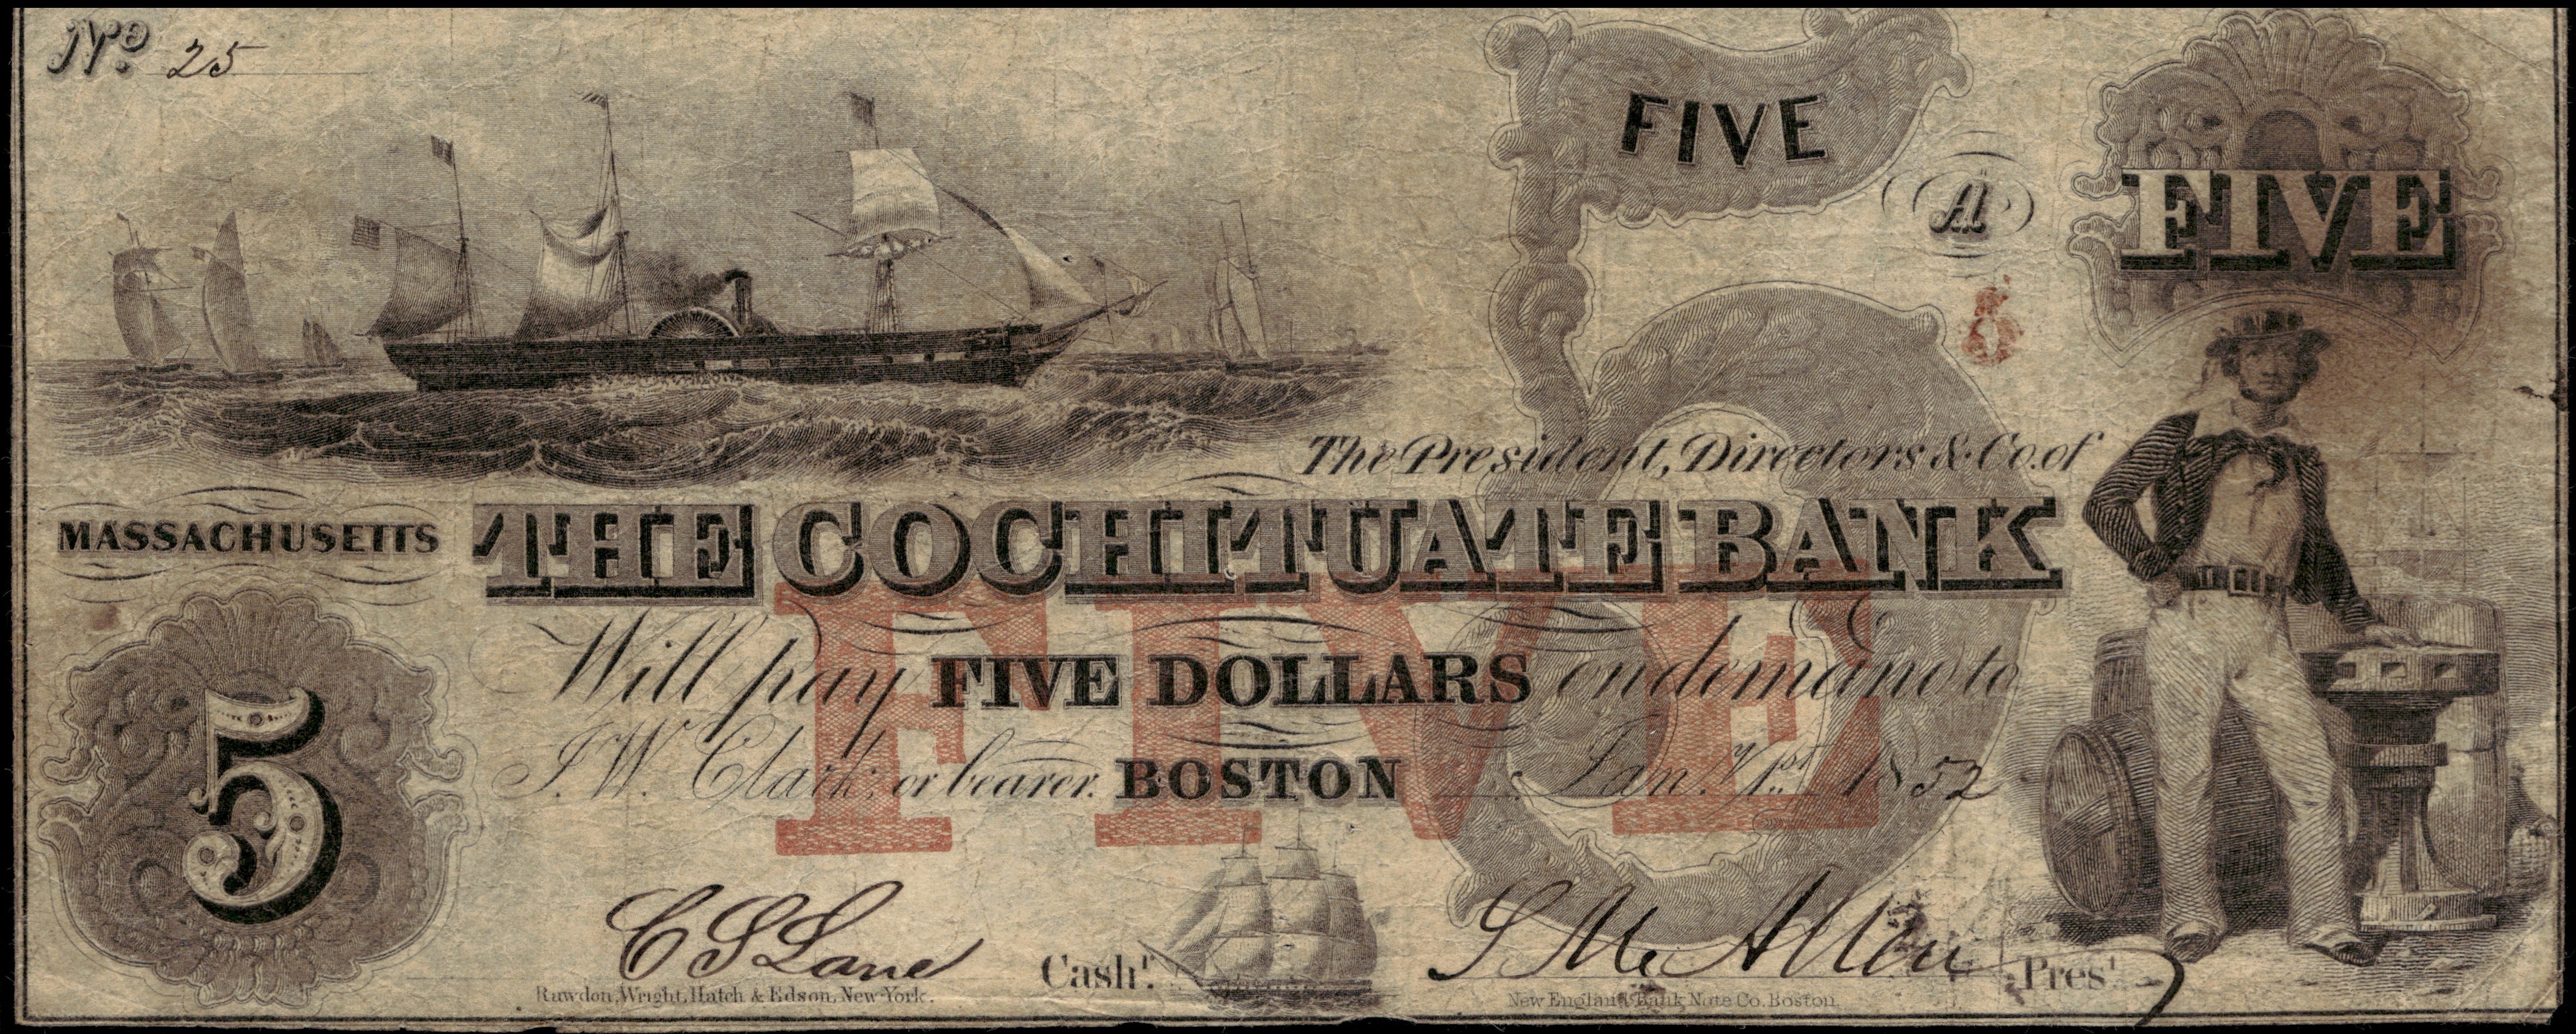 No. 25
FIVE
A
FIVE
5
The President, Directors & Co. of
MASSACHUSETTS
THE COCHITUATE BANK
FIVE
Will pay FIVE DOLLARS on demand to
J. W. Clark, or bearer. BOSTON Jan.y 1st. 1852
5
C S Lane Cash.r
S M Allen Pres.t
Rawdon, Wright, Hatch & Edson, New York.
New England Bank Note Co. Boston.